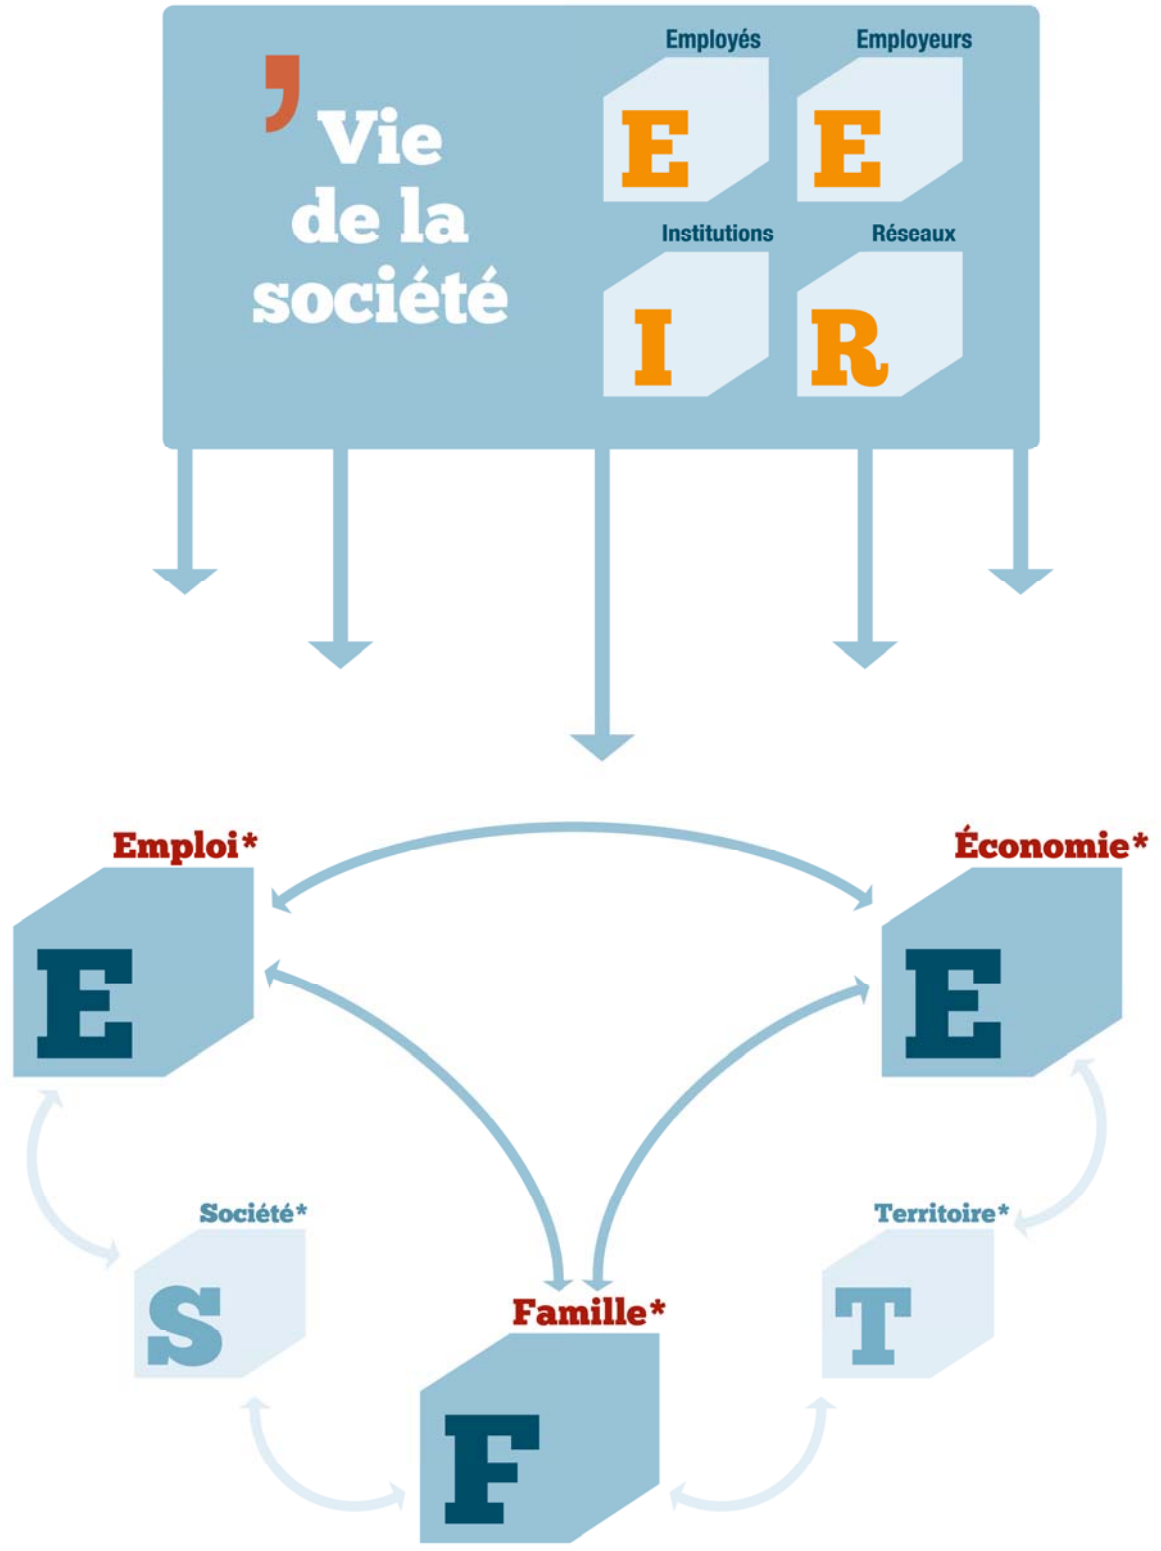 ’Vie
de la
société
Employés
E
Employeurs
E
Institutions
I
Réseaux
R
Emploi*
E
Économie*
E
Société*
S
Territoire*
T
Famille*
F